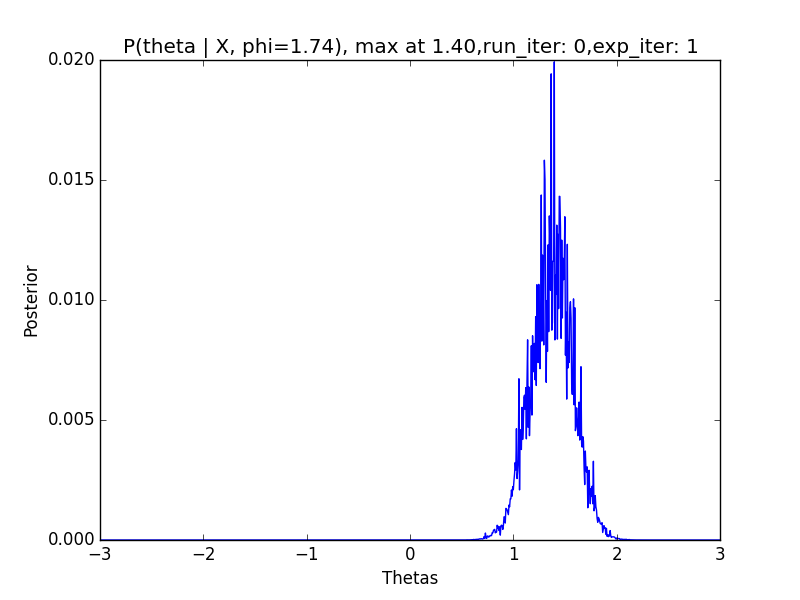 P(theta | X, phi=1.74), max at 1.40,run_iter: 0,exp_iter: 1
0.020
0.015
0.010
0.005
0.000
Posterior
−3 −2 −1 0 1 2 3
Thetas